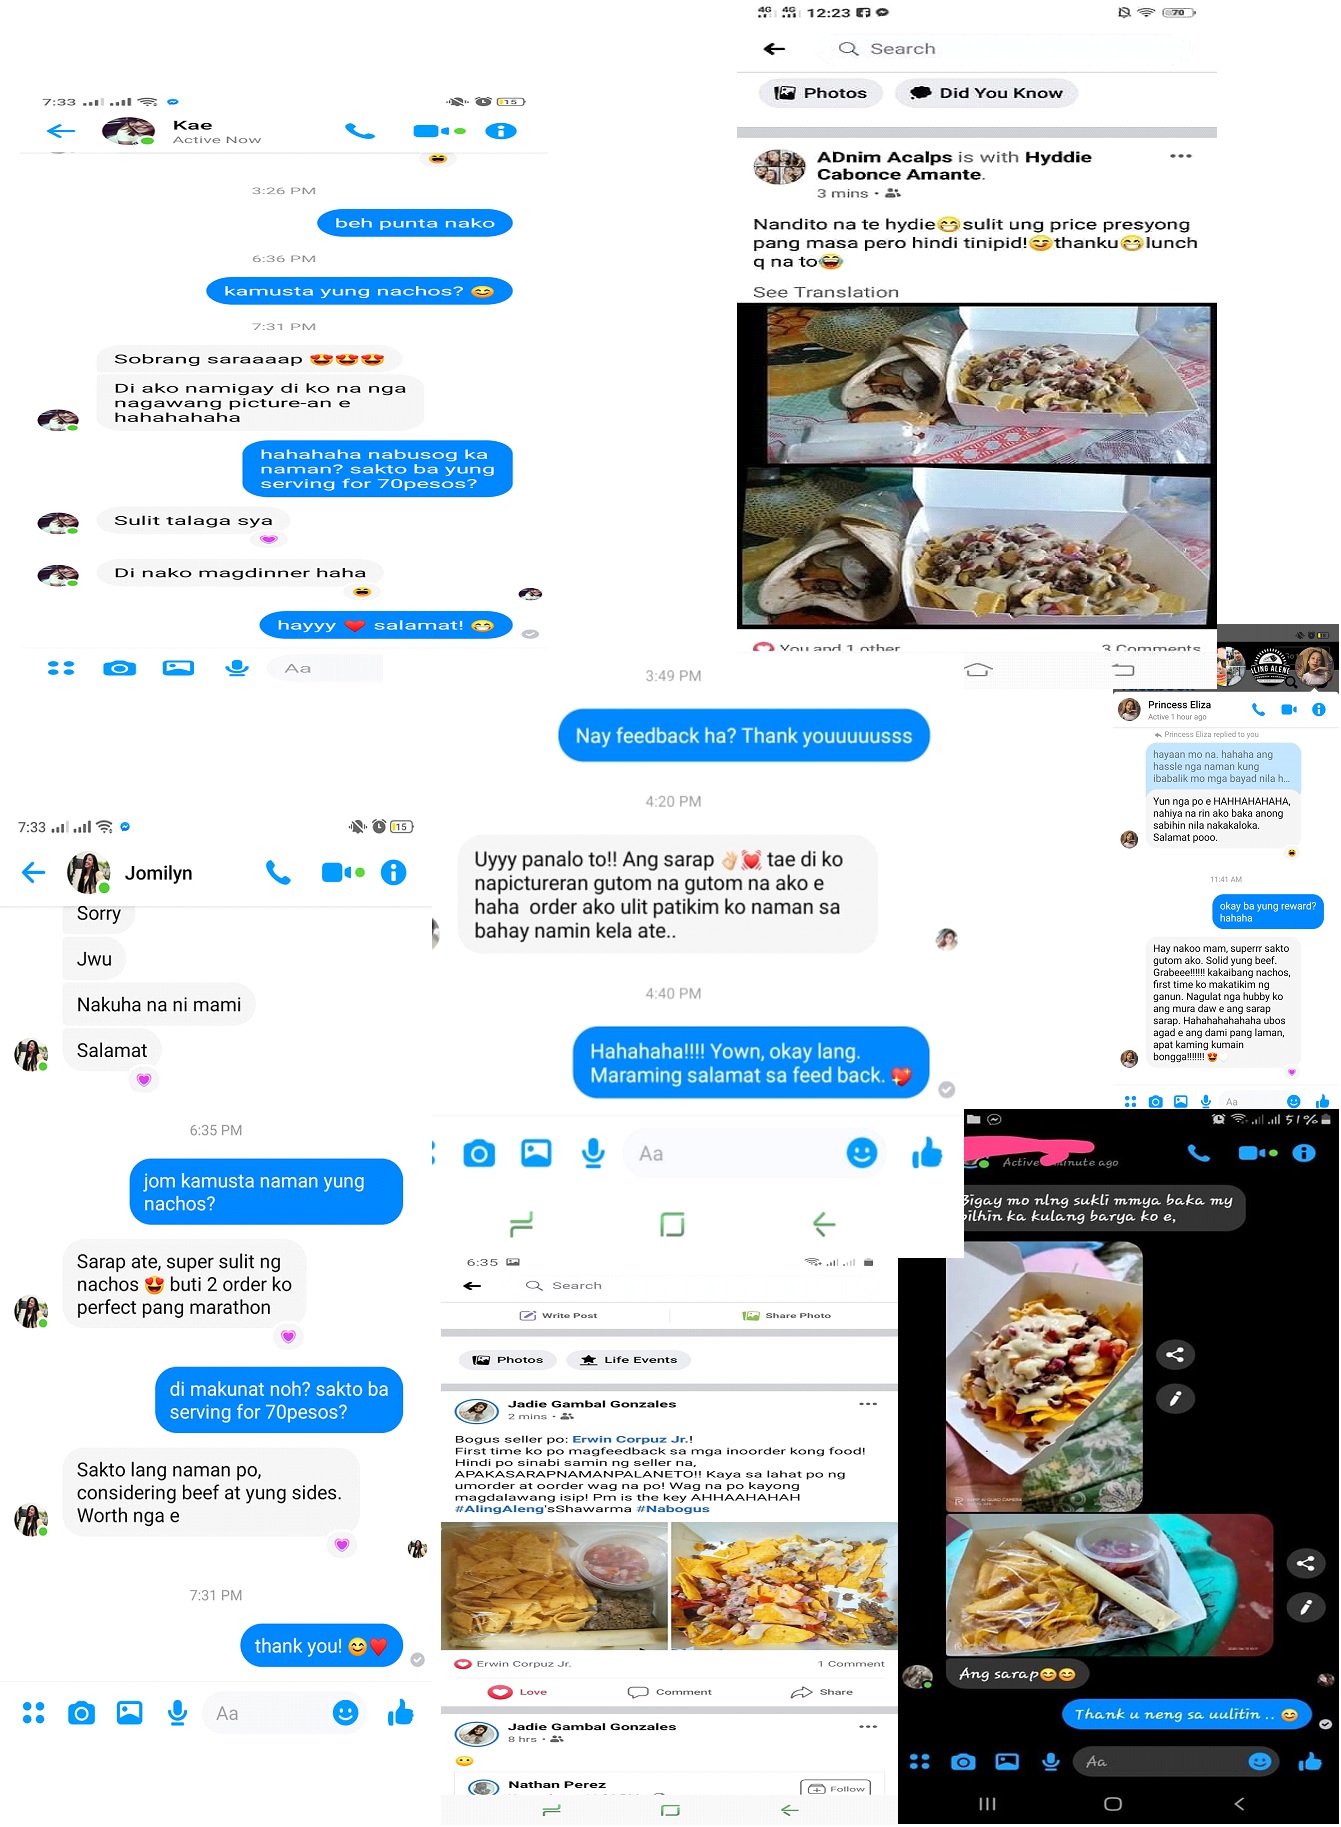 7:33
15
Kae
Active Now
3:26 PM
beh punta nako
6:36 PM
kamusta yung nachos? 😊
7:31 PM
Sobrang saraaaap 😍😍😍
Di ako namigay di ko na nga
nagawang picture-an e
hahahahaha
hahahaha nabusog ka
naman? sakto ba yung
serving for 70pesos?
Sulit talaga sya
Di nako magdinner haha
hayyy ❤️ salamat! 😁
Aa
4G 4G 12:23
70
Search
Photos
Did You Know
ADnim Acalps is with Hyddie
Cabonce Amante.
3 mins
Nandito na te hydie😁sulit ung price presyong
pang masa pero hindi tinipid!😋thanku😁lunch
q na to😂
See Translation
You and 1 other
3 Comments
3:49 PM
Nay feedback ha? Thank youuuuusss
4:20 PM
Uyyy panalo to!! Ang sarap 👌🏻💓 tae di ko
napictureran gutom na gutom na ako e
haha order ako ulit patikim ko naman sa
bahay namin kela ate..
4:40 PM
Hahahaha!!!! Yown, okay lang.
Maraming salamat sa feed back. 💖
Aa
LING ALENG
Princess Eliza
Active 1 hour ago
Princess Eliza replied to you
hayaan mo na. hahaha ang
hassle nga naman kung
ibabalik mo mga bayad nila h...
Yun nga po e HAHHAHAHAHA,
nahiya na rin ako baka anong
sabihin nila nakakaloka.
Salamat pooo.
11:41 AM
okay ba yung reward?
hahaha
Hay nakoo mam, superrr sakto
gutom ako. Solid yung beef.
Grabeee!!!!!! kakaibang nachos,
first time ko makatikim ng
ganun. Nagulat nga hubby ko
ang mura daw e ang sarap
sarap. Hahahahahahaha ubos
agad e ang dami pang laman,
apat kaming kumain
bongga!!!!!!! 😍
Aa
7:33
15
Jomilyn
Sorry
Jwu
Nakuha na ni mami
Salamat
6:35 PM
jom kamusta naman yung
nachos?
Sarap ate, super sulit ng
nachos 😍 buti 2 order ko
perfect pang marathon
di makunat noh? sakto ba
serving for 70pesos?
Sakto lang naman po,
considering beef at yung sides.
Worth nga e
7:31 PM
thank you! 😊❤️
Aa
6:35
Search
Write Post
Share Photo
Photos
Life Events
Jadie Gambal Gonzales
2 mins
Bogus seller po: Erwin Corpuz Jr.!
First time ko po magfeedback sa mga inoorder kong food!
Hindi po sinabi samin ng seller na,
APAKASARAPNAMANPALANETO!! Kaya sa lahat po ng
umorder at oorder wag na po! Wag na po kayong
magdalawang isip! Pm is the key AHHAAHAHAH
#AlingAleng'sShawarma #Nabogus
Erwin Corpuz Jr.
1 Comment
Love
Comment
Share
Jadie Gambal Gonzales
8 hrs
😬
Nathan Perez
Follow
51%
Active minute ago
Bigay mo nlng sukli mmya baka my
bilhin ka kulang barya ko e,
Ang sarap😊😊
Thank u neng sa uulitin .. 😊
Aa